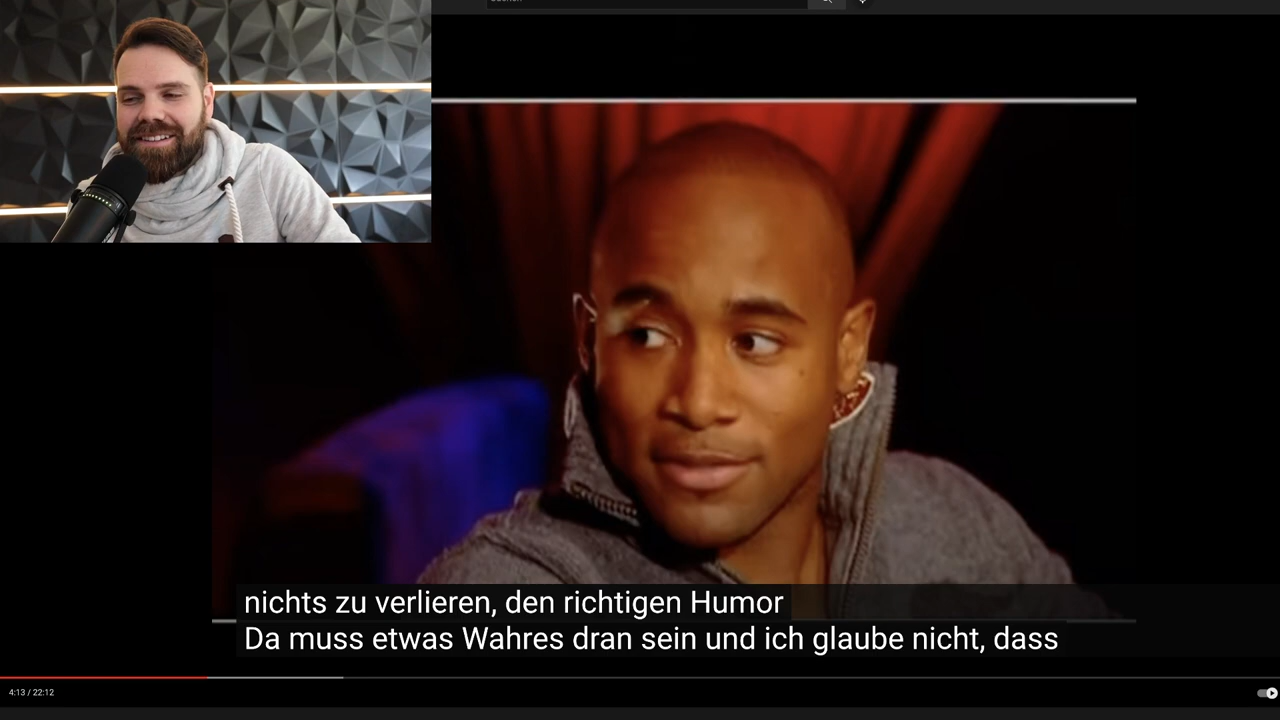 nichts zu verlieren, den richtigen Humor
Da muss etwas Wahres dran sein und ich glaube nicht, dass
4:13 / 22:12